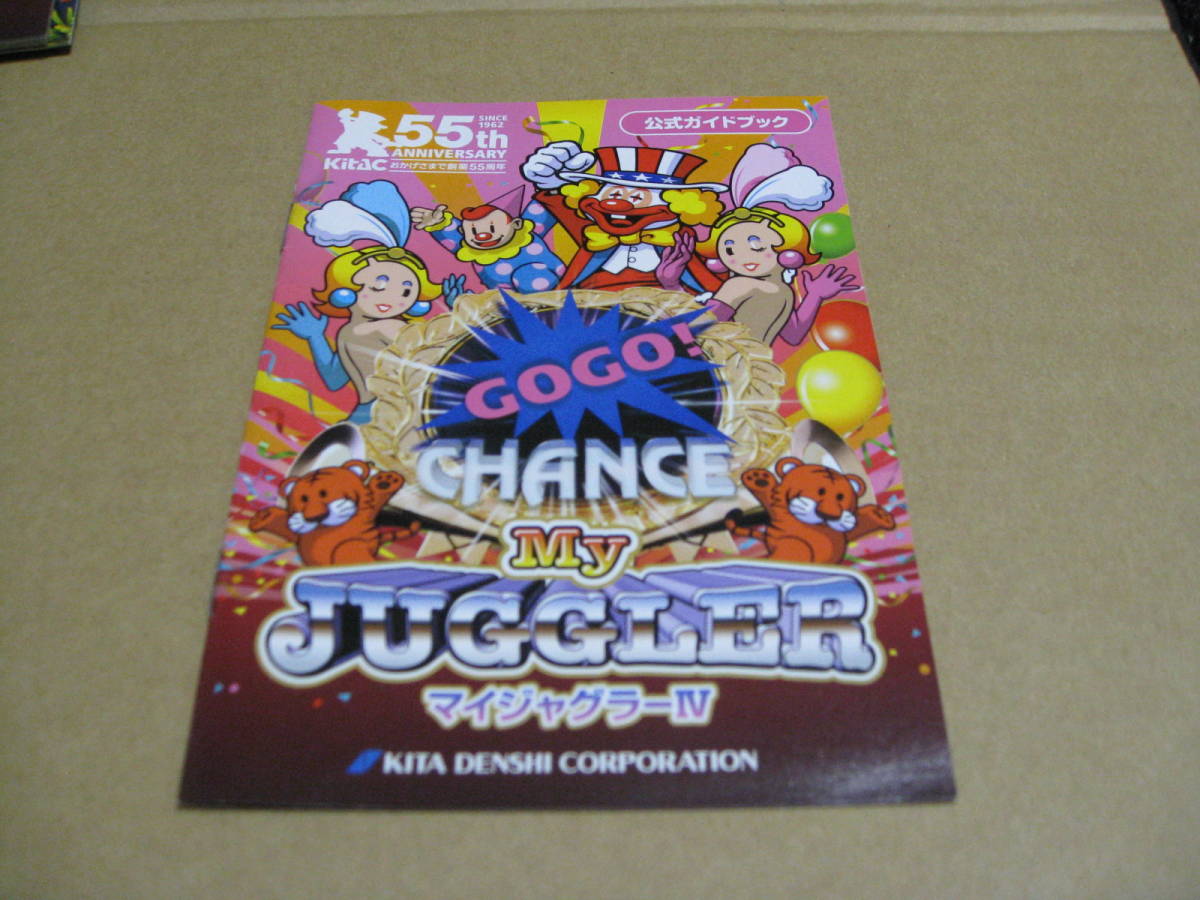 55th
SINCE
1962
ANNIVERSARY
KitAC
おかげさまで創業55周年
公式ガイドブック
GOGO!
CHANCE
My
JUGGLER
マイジャグラーIV
KITA DENSHI CORPORATION